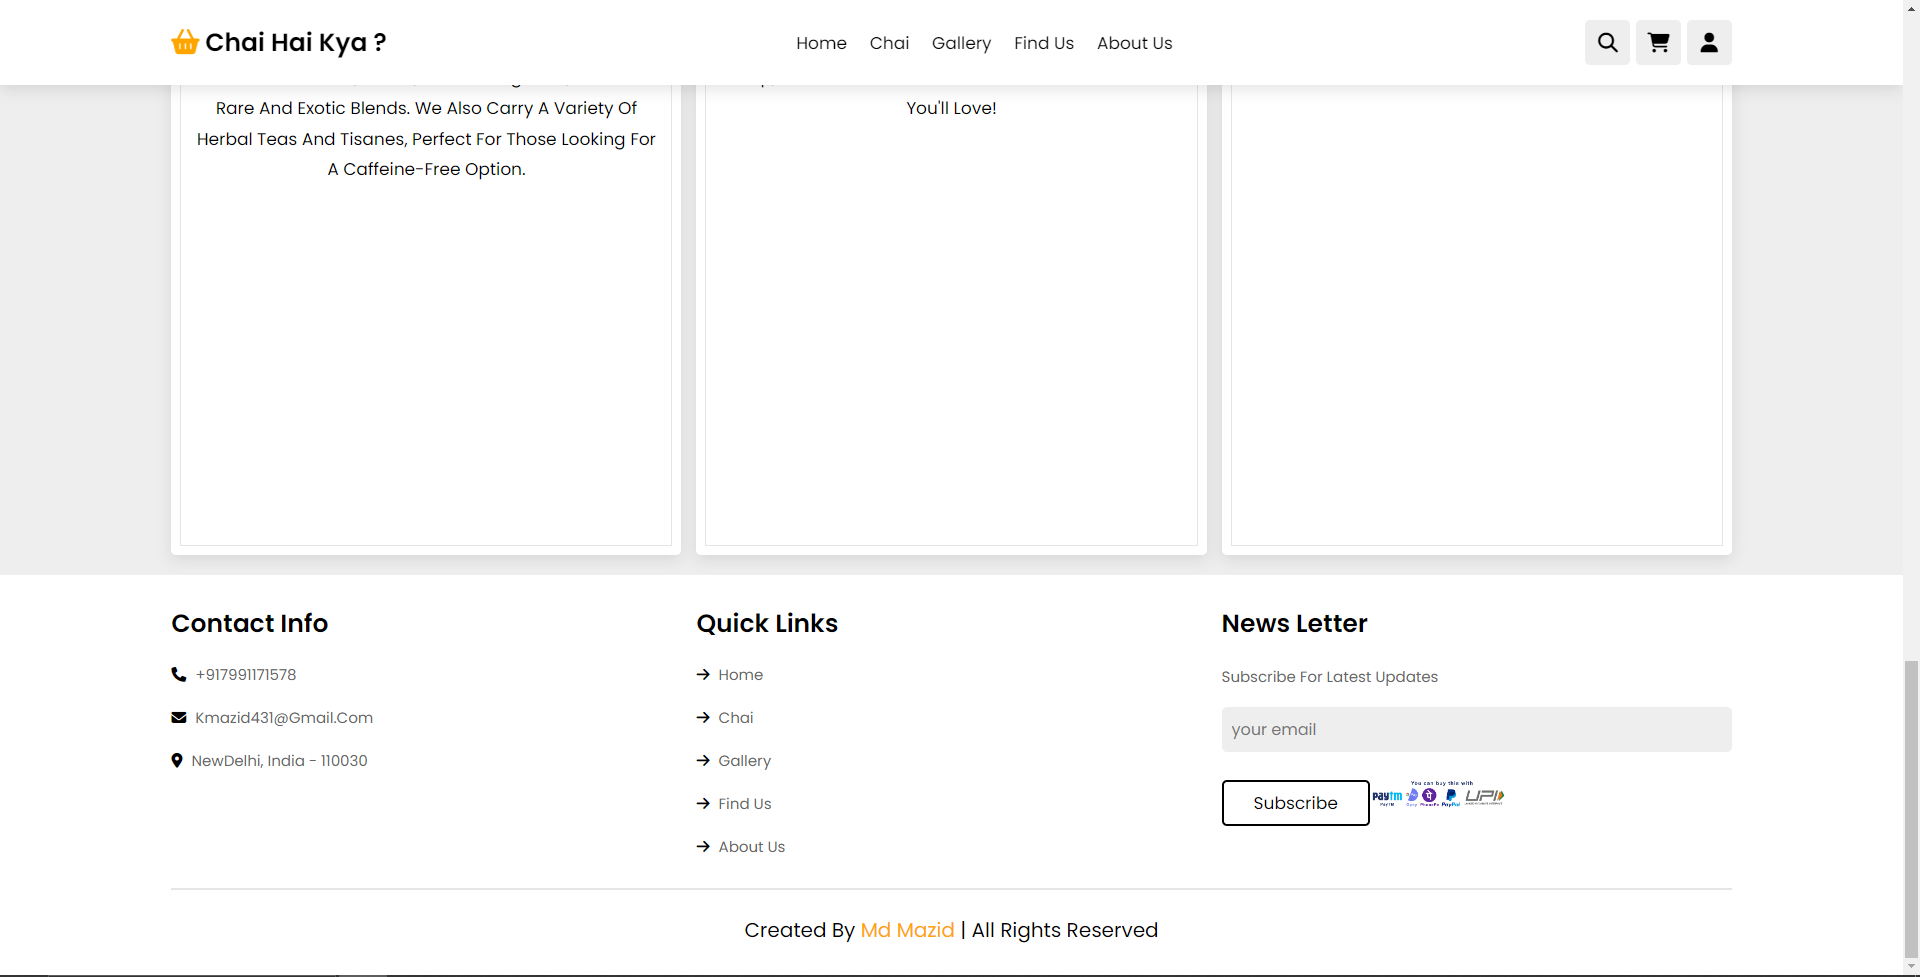 Chai Hai Kya ?
Home
Chai
Gallery
Find Us
About Us
Rare And Exotic Blends. We Also Carry A Variety Of
Herbal Teas And Tisanes, Perfect For Those Looking For
A Caffeine-Free Option.
You'll Love!
Contact Info
+917991171578
Kmazid431@Gmail.Com
NewDelhi, India - 110030
Quick Links
Home
Chai
Gallery
Find Us
About Us
News Letter
Subscribe For Latest Updates
your email
Subscribe
You can buy this with
paytm
UPI
PayTM
PhonePe
PayPal
Created By Md Mazid | All Rights Reserved